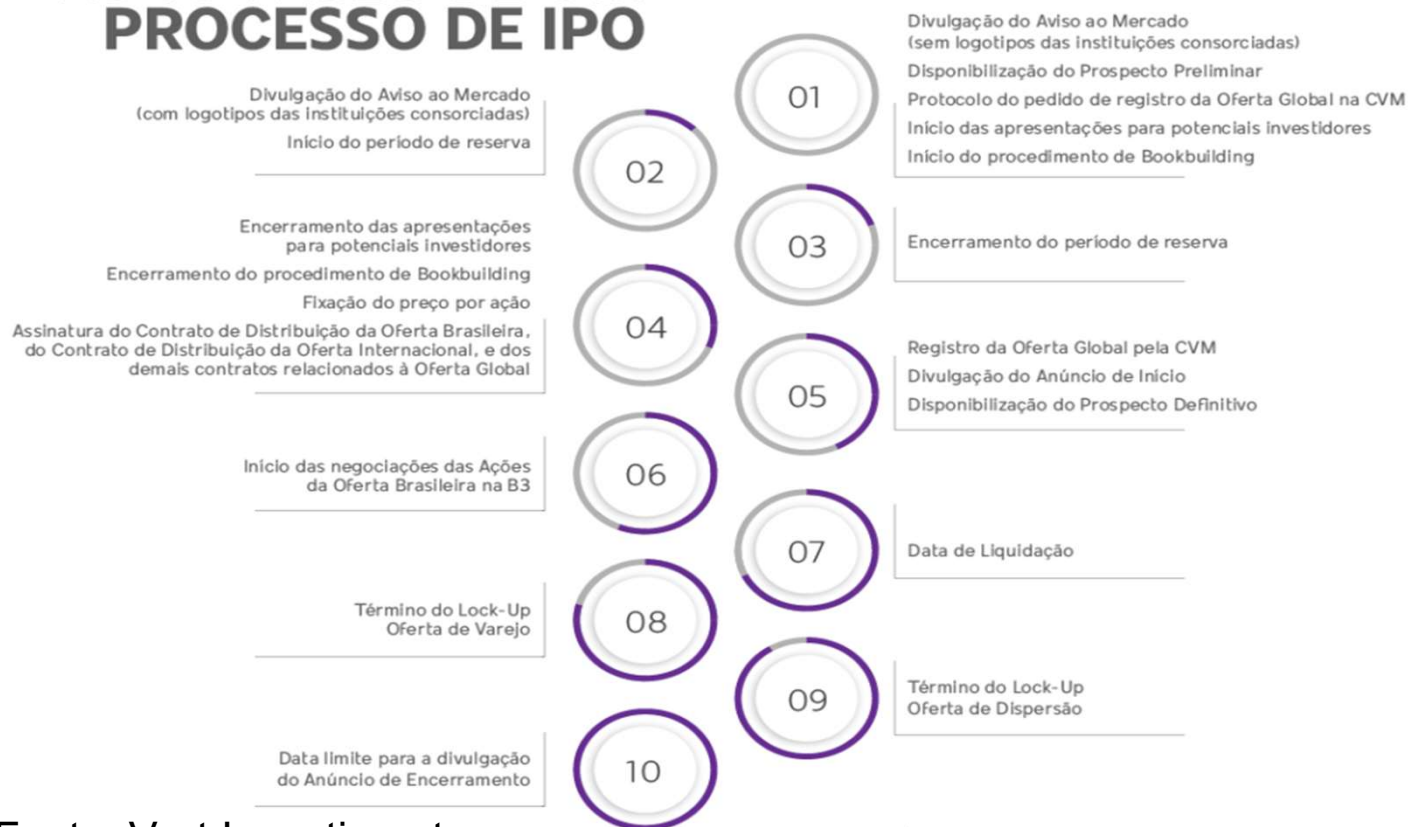 PROCESSO DE IPO
01
Divulgação do Aviso ao Mercado
(sem logotipos das instituições consorciadas)
Disponibilização do Prospecto Preliminar
Protocolo do pedido de registro da Oferta Global na CVM
Início das apresentações para potenciais investidores
Início do procedimento de Bookbuilding
02
Divulgação do Aviso ao Mercado
(com logotipos das instituições consorciadas)
Início do período de reserva
03
Encerramento do período de reserva
04
Encerramento das apresentações
para potenciais investidores
Encerramento do procedimento de Bookbuilding
Fixação do preço por ação
Assinatura do Contrato de Distribuição da Oferta Brasileira,
do Contrato de Distribuição da Oferta Internacional, e dos
demais contratos relacionados à Oferta Global
05
Registro da Oferta Global pela CVM
Divulgação do Anúncio de Início
Disponibilização do Prospecto Definitivo
06
Início das negociações das Ações
da Oferta Brasileira na B3
07
Data de Liquidação
08
Término do Lock-Up
Oferta de Varejo
09
Término do Lock-Up
Oferta de Dispersão
10
Data limite para a divulgação
do Anúncio de Encerramento